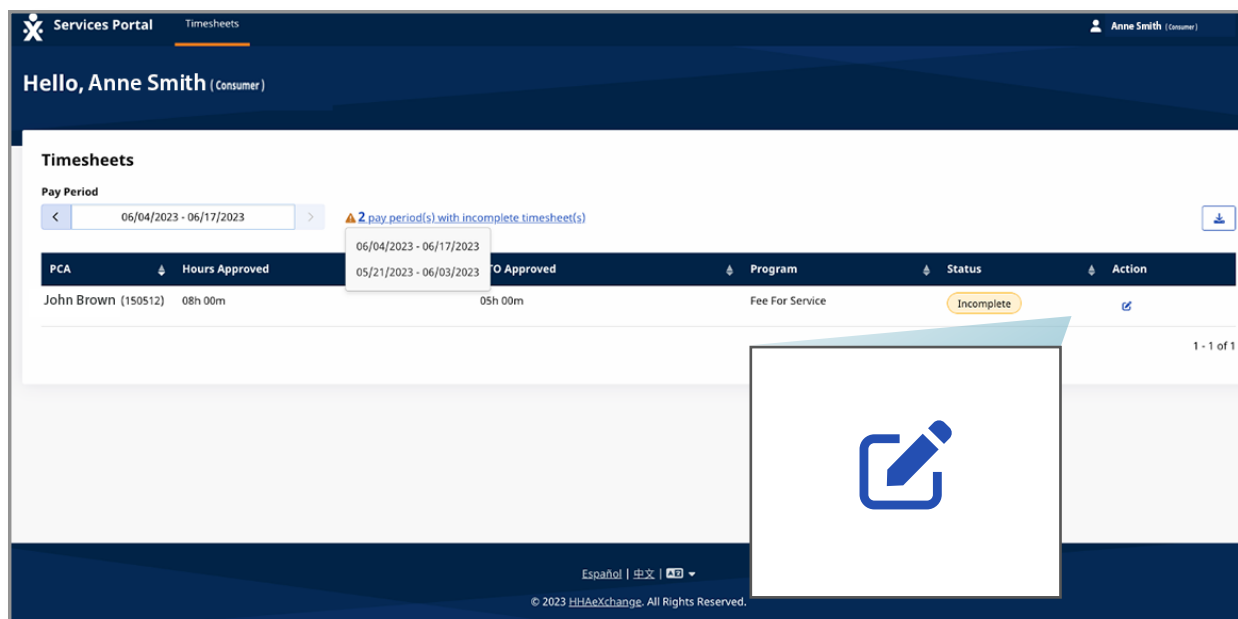 Services Portal Timesheets Anne Smith (Consumer)
Hello, Anne Smith (Consumer)
Timesheets
Pay Period
06/04/2023 - 06/17/2023 2 pay period(s) with incomplete timesheet(s)
06/04/2023 - 06/17/2023
05/21/2023 - 06/03/2023
PCA Hours Approved TO Approved Program Status Action
John Brown (150512) 08h 00m 05h 00m Fee For Service Incomplete
1 - 1 of 1
Español | 中文 |
© 2023 HHAeXchange. All Rights Reserved.